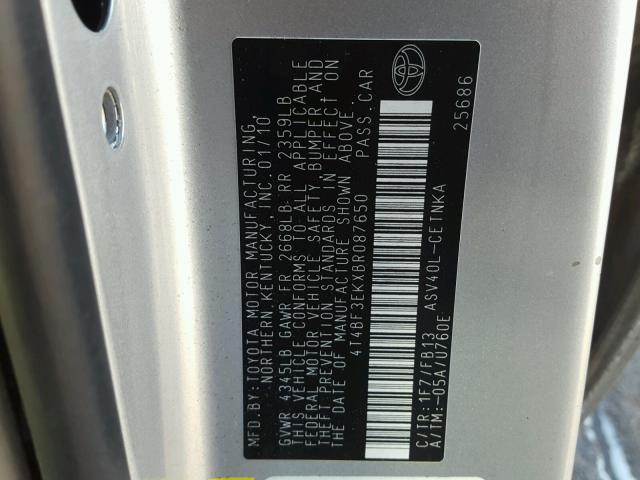 MFD.BY:TOYOTA MOTOR MANUFACTURING,
NORTHERN KENTUCKY, INC. 01/10
GVWR 4345LB GAWR FR 2668LB RR 2359LB
THIS VEHICLE CONFORMS TO ALL APPLICABLE
FEDERAL MOTOR VEHICLE SAFETY, BUMPER, AND
THEFT PREVENTION STANDARDS IN EFFECT ON
THE DATE OF MANUFACTURE SHOWN ABOVE.
4T4BF3EKXBR087650 PASS.CAR
C/TR:1F7/FB13 ASV40L-CETNKA
A/TM:-05A/U760E 25686